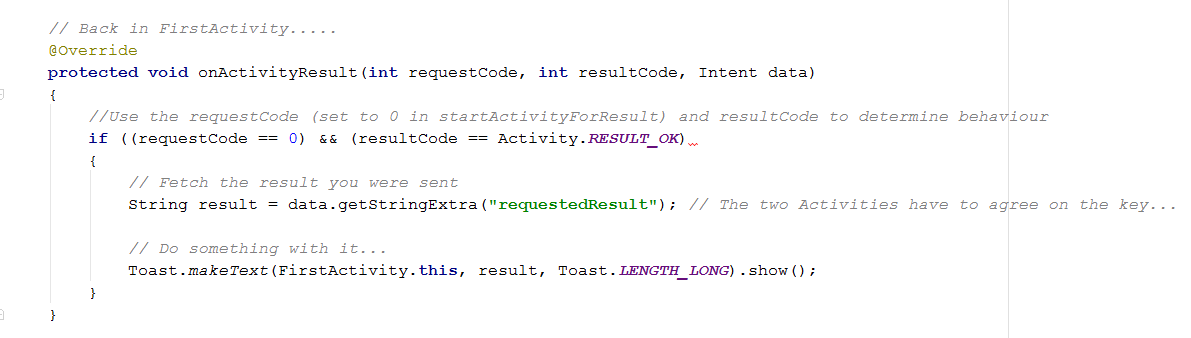 // Back in FirstActivity.....
@Override
protected void onActivityResult(int requestCode, int resultCode, Intent data)
{
//Use the requestCode (set to 0 in startActivityForResult) and resultCode to determine behaviour
if ((requestCode == 0) && (resultCode == Activity.RESULT_OK)
{
// Fetch the result you were sent
String result = data.getStringExtra("requestedResult"); // The two Activities have to agree on the key...
// Do something with it...
Toast.makeText(FirstActivity.this, result, Toast.LENGTH_LONG).show();
}
}